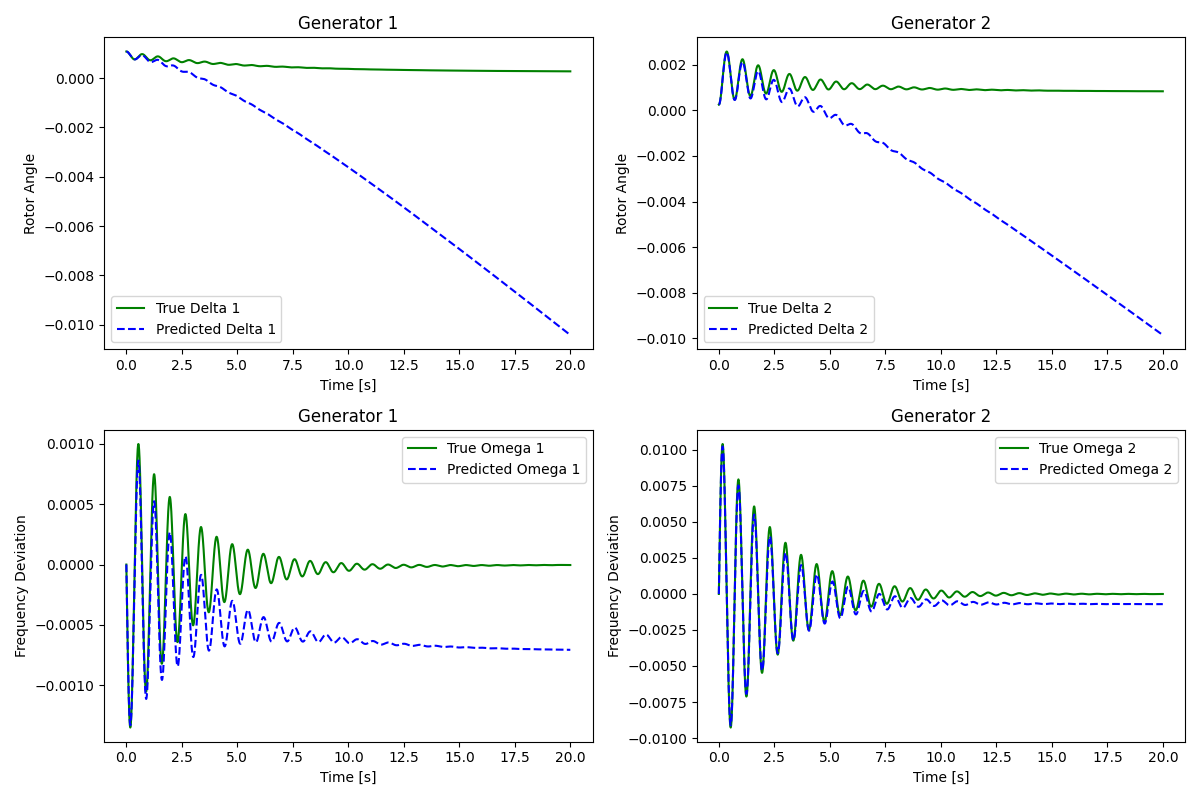 Generator 1
0.000
−0.002
−0.004
−0.006
−0.008
−0.010
Rotor Angle
True Delta 1
Predicted Delta 1
0.0 2.5 5.0 7.5 10.0 12.5 15.0 17.5 20.0
Time [s]
Generator 2
0.002
0.000
−0.002
−0.004
−0.006
−0.008
−0.010
Rotor Angle
True Delta 2
Predicted Delta 2
0.0 2.5 5.0 7.5 10.0 12.5 15.0 17.5 20.0
Time [s]
Generator 1
0.0010
0.0005
0.0000
−0.0005
−0.0010
Frequency Deviation
True Omega 1
Predicted Omega 1
0.0 2.5 5.0 7.5 10.0 12.5 15.0 17.5 20.0
Time [s]
Generator 2
0.0100
0.0075
0.0050
0.0025
0.0000
−0.0025
−0.0050
−0.0075
−0.0100
Frequency Deviation
True Omega 2
Predicted Omega 2
0.0 2.5 5.0 7.5 10.0 12.5 15.0 17.5 20.0
Time [s]